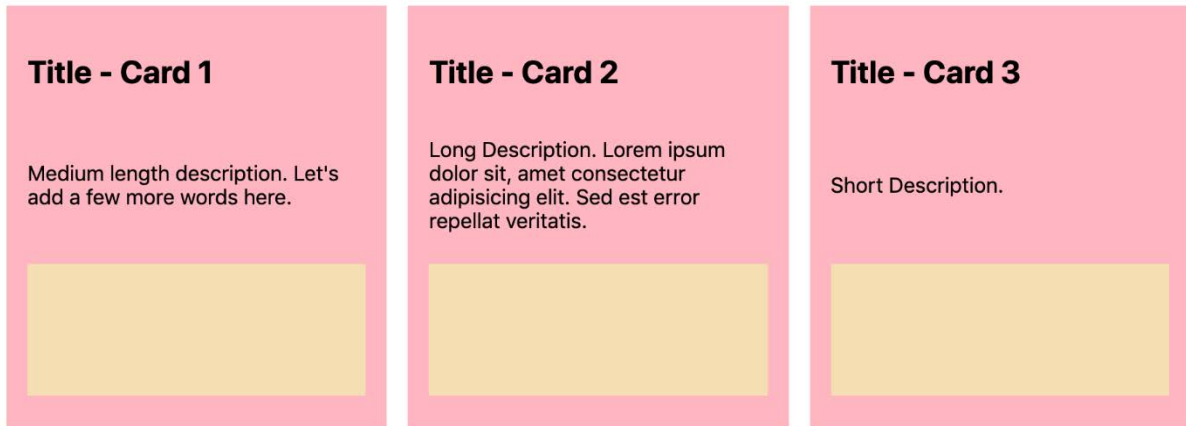 Title - Card 1
Medium length description. Let's
add a few more words here.
Title - Card 2
Long Description. Lorem ipsum
dolor sit, amet consectetur
adipisicing elit. Sed est error
repellat veritatis.
Title - Card 3
Short Description.